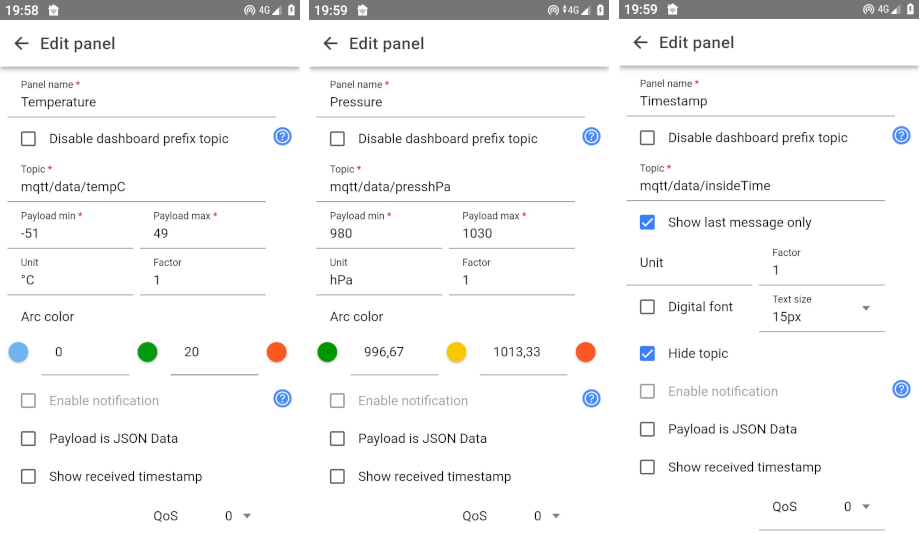 19:58 4G
Edit panel
Panel name *
Temperature
Disable dashboard prefix topic
Topic *
mqtt/data/tempC
Payload min * Payload max *
-51 49
Unit Factor
°C 1
Arc color
0 20
Enable notification
Payload is JSON Data
Show received timestamp
QoS 0
19:59 4G
Edit panel
Panel name *
Pressure
Disable dashboard prefix topic
Topic *
mqtt/data/presshPa
Payload min * Payload max *
980 1030
Unit Factor
hPa 1
Arc color
996,67 1013,33
Enable notification
Payload is JSON Data
Show received timestamp
QoS 0
19:59 4G
Edit panel
Panel name *
Timestamp
Disable dashboard prefix topic
Topic *
mqtt/data/insideTime
Show last message only
Unit Factor
1
Digital font Text size
15px
Hide topic
Enable notification
Payload is JSON Data
Show received timestamp
QoS 0